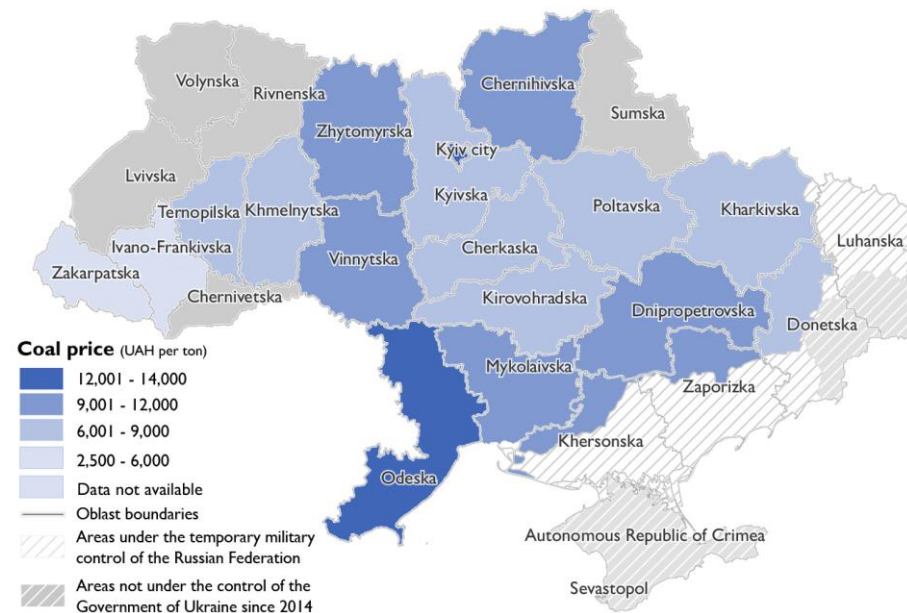 Chernihivska
Volynska
Rivnenska
Sumska
Zhytomyrska
Kyiv city
Lvivska
Ternopilska
Khmelnytska
Kyivska
Poltavska
Kharkivska
Luhanska
Ivano-Frankivska
Zakarpatska
Vinnytska
Cherkaska
Chernivetska
Kirovohradska
Dnipropetrovska
Donetska
Mykolaivska
Zaporizka
Khersonska
Odeska
Autonomous Republic of Crimea
Sevastopol
Coal price (UAH per ton)
12,001 - 14,000
9,001 - 12,000
6,001 - 9,000
2,500 - 6,000
Data not available
Oblast boundaries
Areas under the temporary military
control of the Russian Federation
Areas not under the control of the
Government of Ukraine since 2014